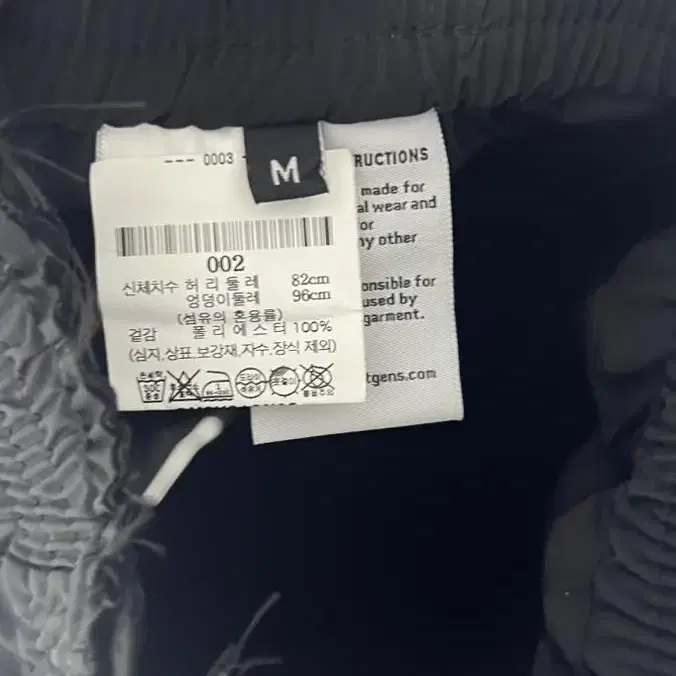 --- 0003
M
002
신체치수 허 리 둘 레 82cm
엉덩이둘레 96cm
(섬유의 혼용률)
겉감 폴 리 에 스 터 100%
(심지,상표,보강재,자수,장식 제외)
RUCTIONS
made for
al wear and
or
ny other
onsible for
used by
garment.
tgens.com